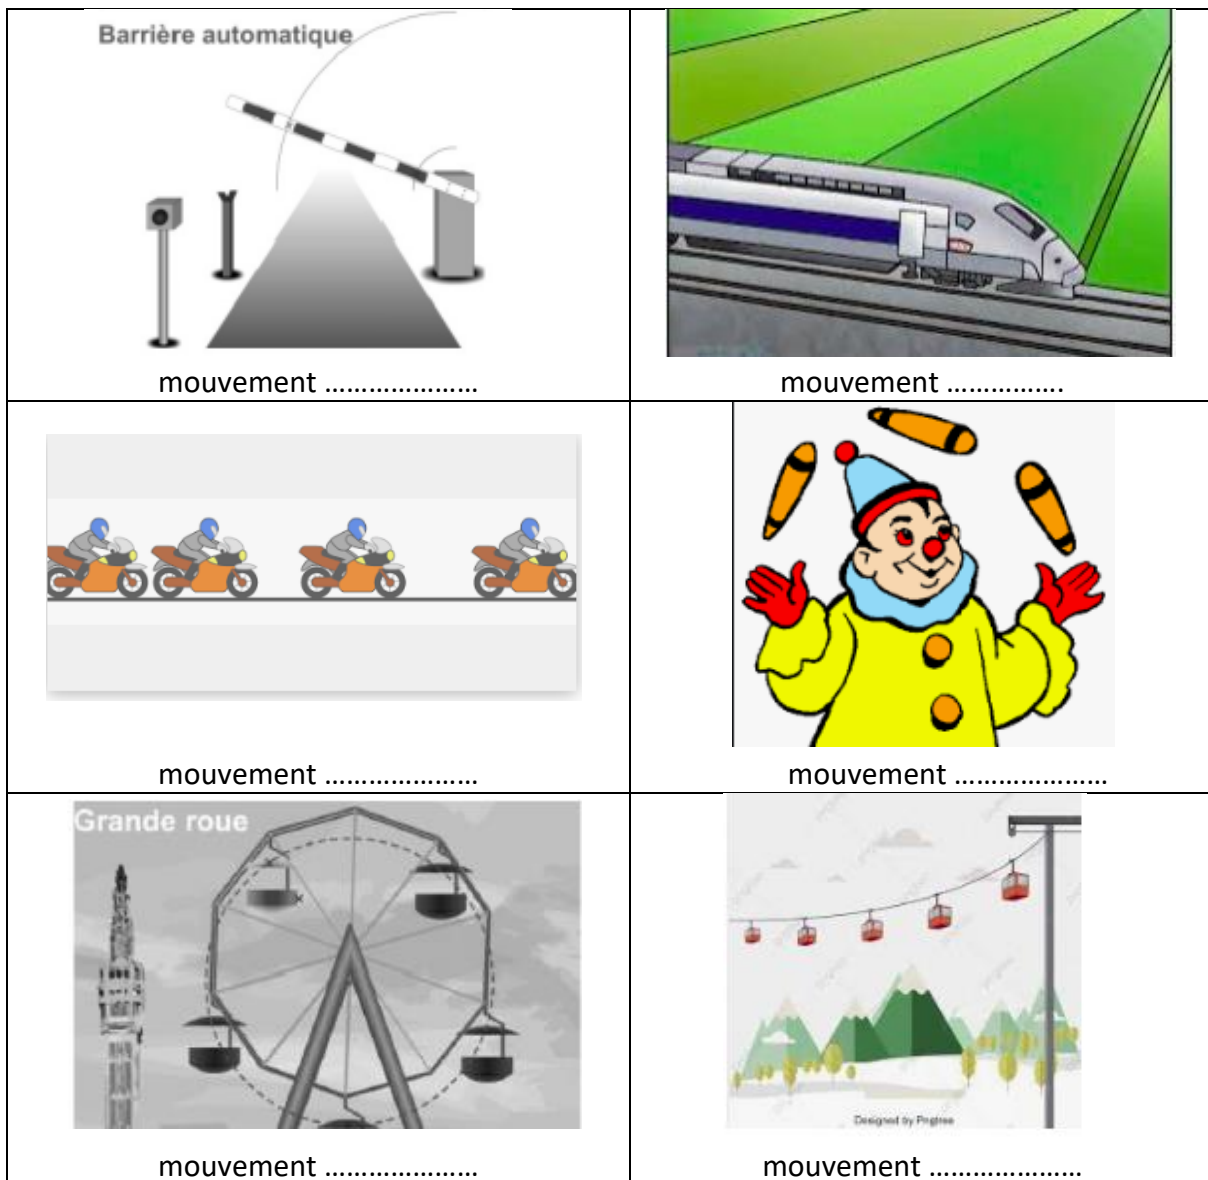 Barrière automatique
mouvement .....................
mouvement ................
mouvement .....................
mouvement .....................
Grande roue
Designed by Pngtree
mouvement .....................
mouvement .....................